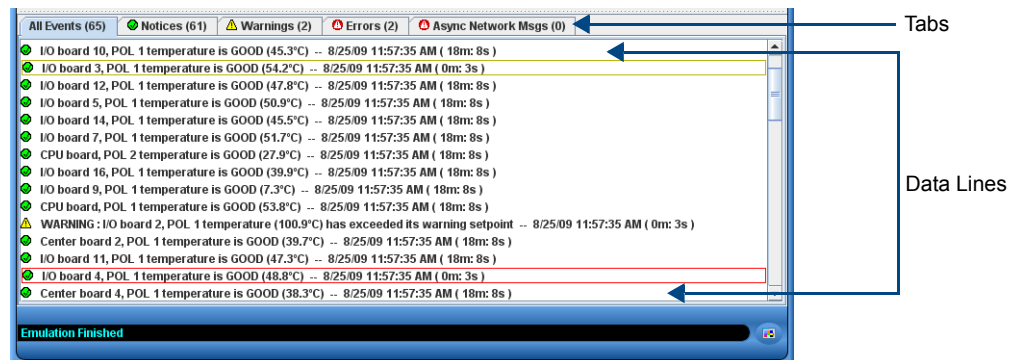 All Events (65) Notices (61) Warnings (2) Errors (2) Async Network Msgs (0) Tabs
I/O board 10, POL 1 temperature is GOOD (45.3°C) -- 8/25/09 11:57:35 AM ( 18m: 8s )
I/O board 3, POL 1 temperature is GOOD (54.2°C) -- 8/25/09 11:57:35 AM ( 0m: 3s )
I/O board 12, POL 1 temperature is GOOD (47.8°C) -- 8/25/09 11:57:35 AM ( 18m: 8s )
I/O board 5, POL 1 temperature is GOOD (50.9°C) -- 8/25/09 11:57:35 AM ( 18m: 8s )
I/O board 14, POL 1 temperature is GOOD (45.5°C) -- 8/25/09 11:57:35 AM ( 18m: 8s )
I/O board 7, POL 1 temperature is GOOD (51.7°C) -- 8/25/09 11:57:35 AM ( 18m: 8s )
CPU board, POL 2 temperature is GOOD (27.9°C) -- 8/25/09 11:57:35 AM ( 18m: 8s )
I/O board 16, POL 1 temperature is GOOD (39.9°C) -- 8/25/09 11:57:35 AM ( 18m: 8s )
Data Lines
I/O board 9, POL 1 temperature is GOOD (7.3°C) -- 8/25/09 11:57:35 AM ( 18m: 8s )
CPU board, POL 1 temperature is GOOD (53.8°C) -- 8/25/09 11:57:35 AM ( 18m: 8s )
WARNING : I/O board 2, POL 1 temperature (100.9°C) has exceeded its warning setpoint -- 8/25/09 11:57:35 AM ( 0m: 3s )
Center board 2, POL 1 temperature is GOOD (39.7°C) -- 8/25/09 11:57:35 AM ( 18m: 8s )
I/O board 11, POL 1 temperature is GOOD (47.3°C) -- 8/25/09 11:57:35 AM ( 18m: 8s )
I/O board 4, POL 1 temperature is GOOD (48.8°C) -- 8/25/09 11:57:35 AM ( 0m: 3s )
Center board 4, POL 1 temperature is GOOD (38.3°C) -- 8/25/09 11:57:35 AM ( 18m: 8s )
Emulation Finished